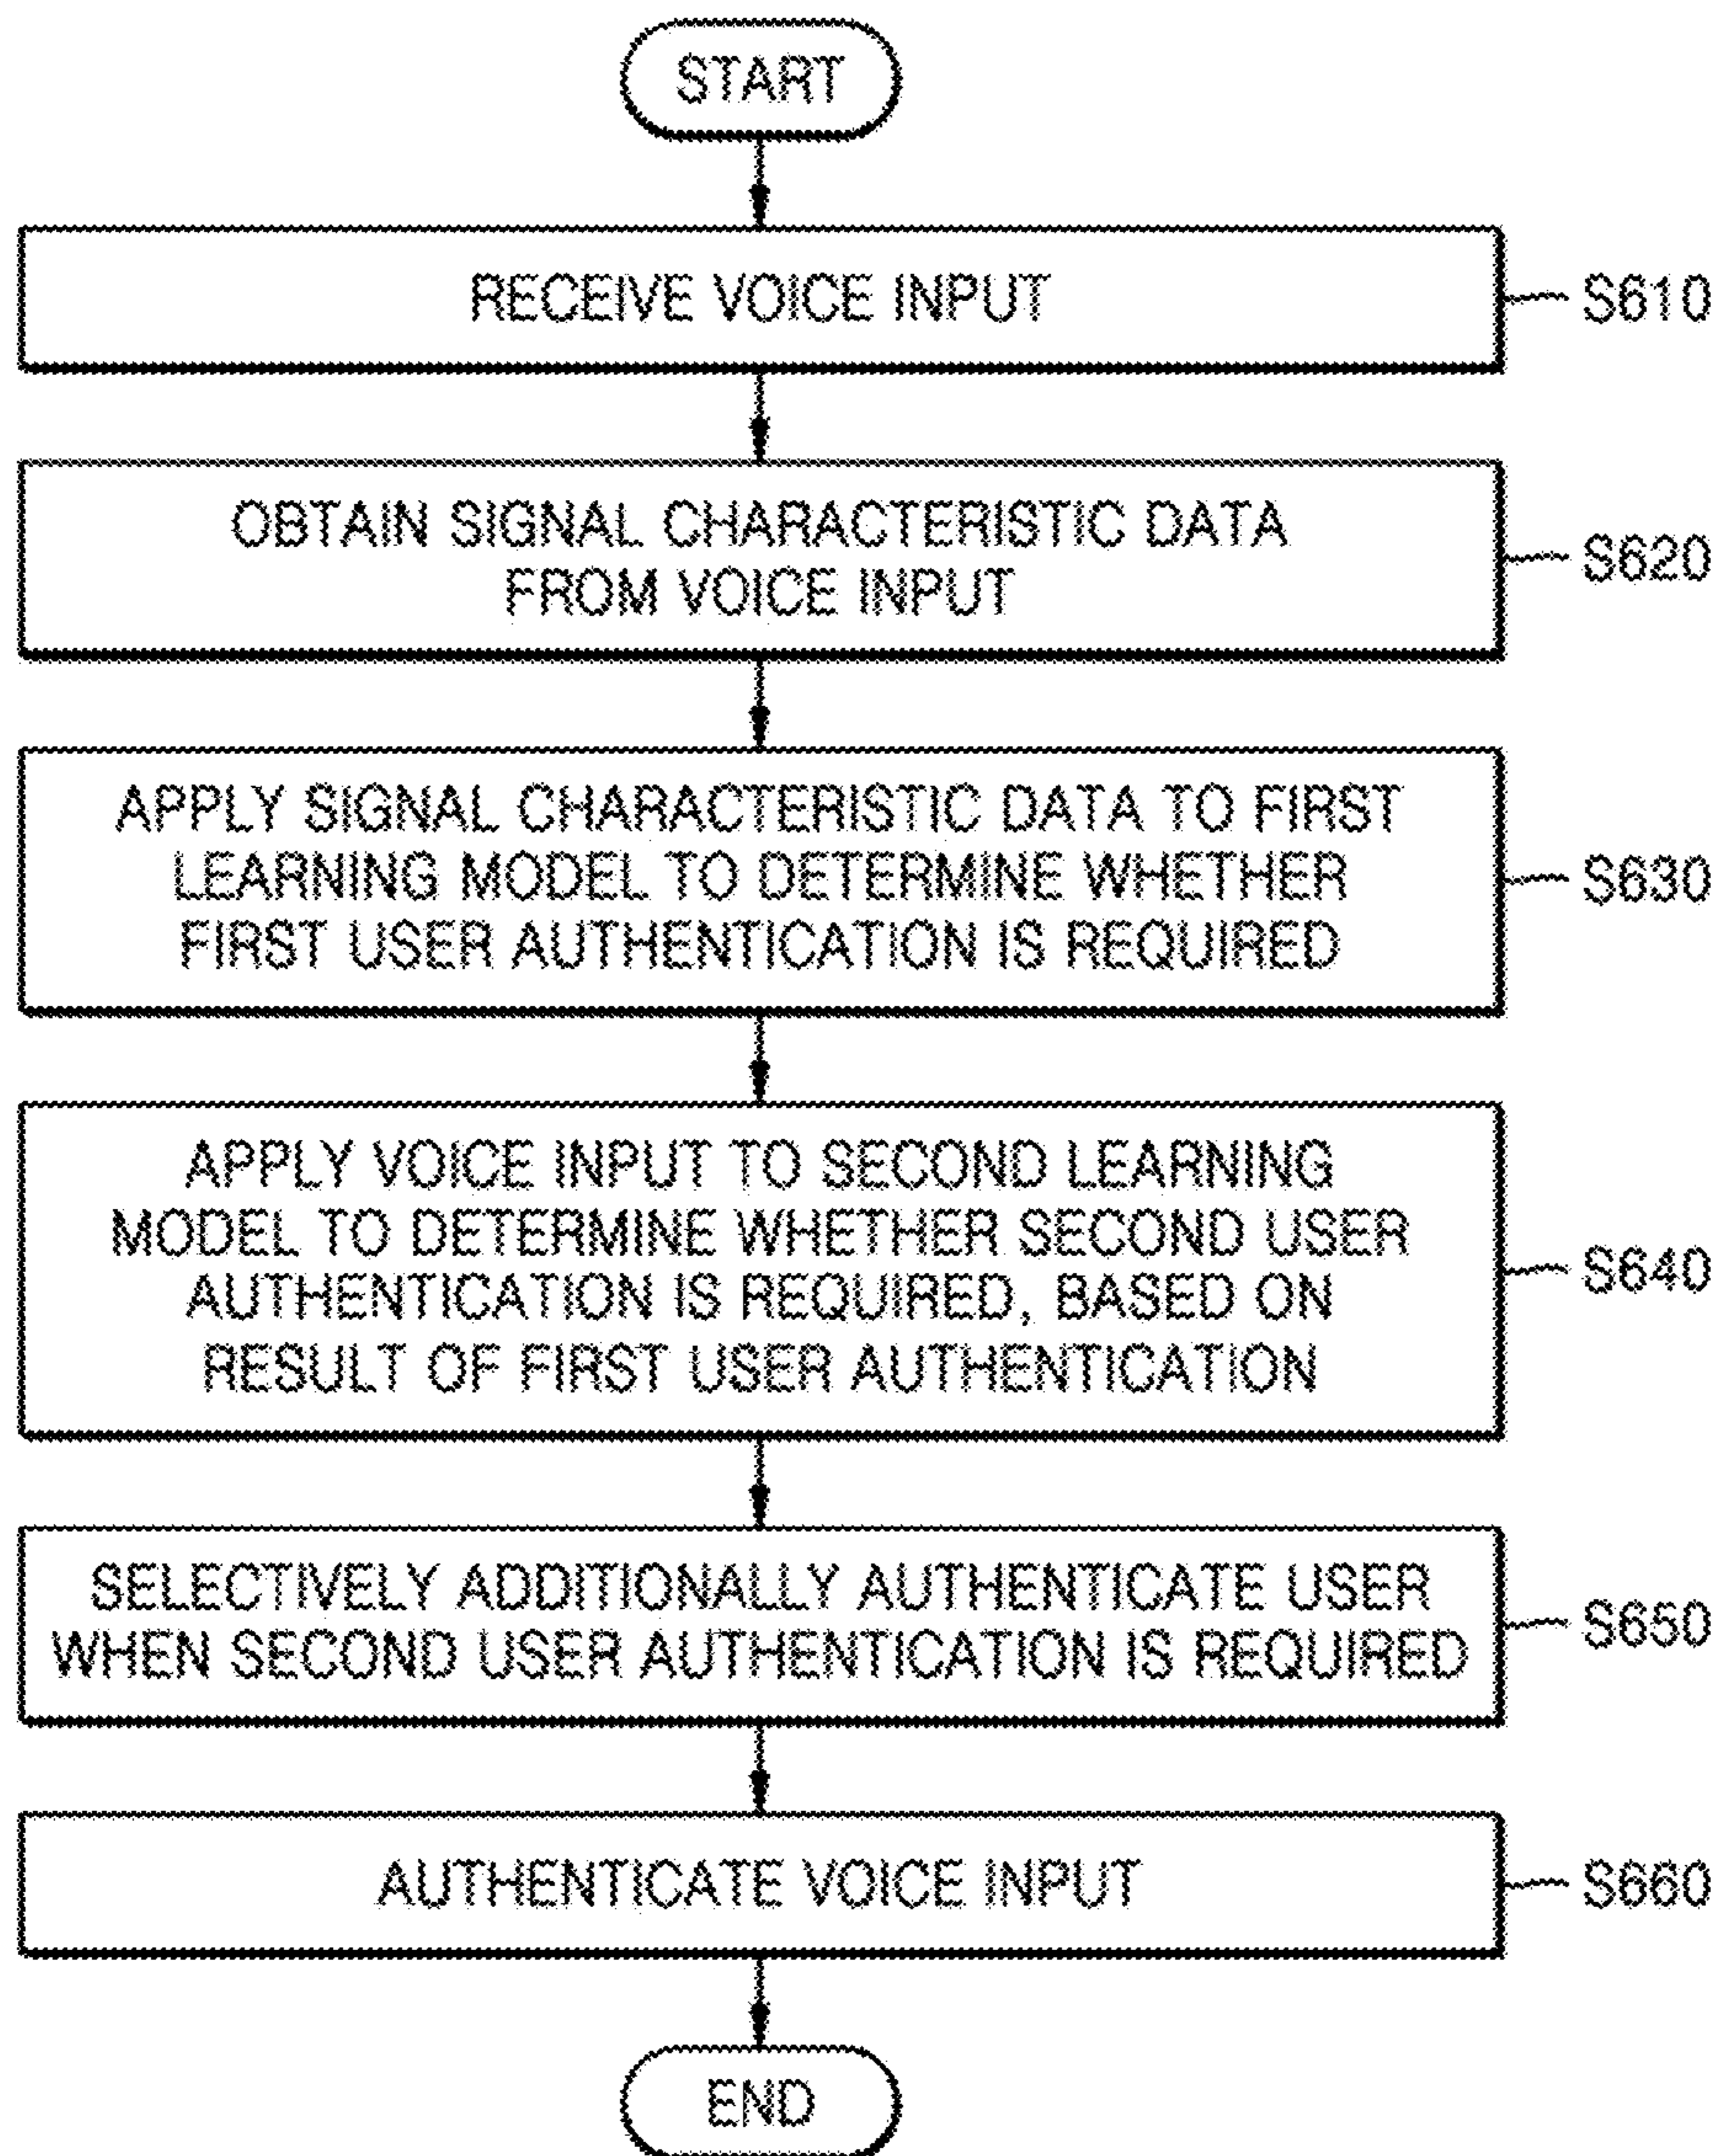 START
RECEIVE VOICE INPUT
S610
OBTAIN SIGNAL CHARACTERISTIC DATA
FROM VOICE INPUT
S620
APPLY SIGNAL CHARACTERISTIC DATA TO FIRST
LEARNING MODEL TO DETERMINE WHETHER
FIRST USER AUTHENTICATION IS REQUIRED
S630
APPLY VOICE INPUT TO SECOND LEARNING
MODEL TO DETERMINE WHETHER SECOND USER
AUTHENTICATION IS REQUIRED, BASED ON
RESULT OF FIRST USER AUTHENTICATION
S640
SELECTIVELY ADDITIONALLY AUTHENTICATE USER
WHEN SECOND USER AUTHENTICATION IS REQUIRED
S650
AUTHENTICATE VOICE INPUT
S660
END